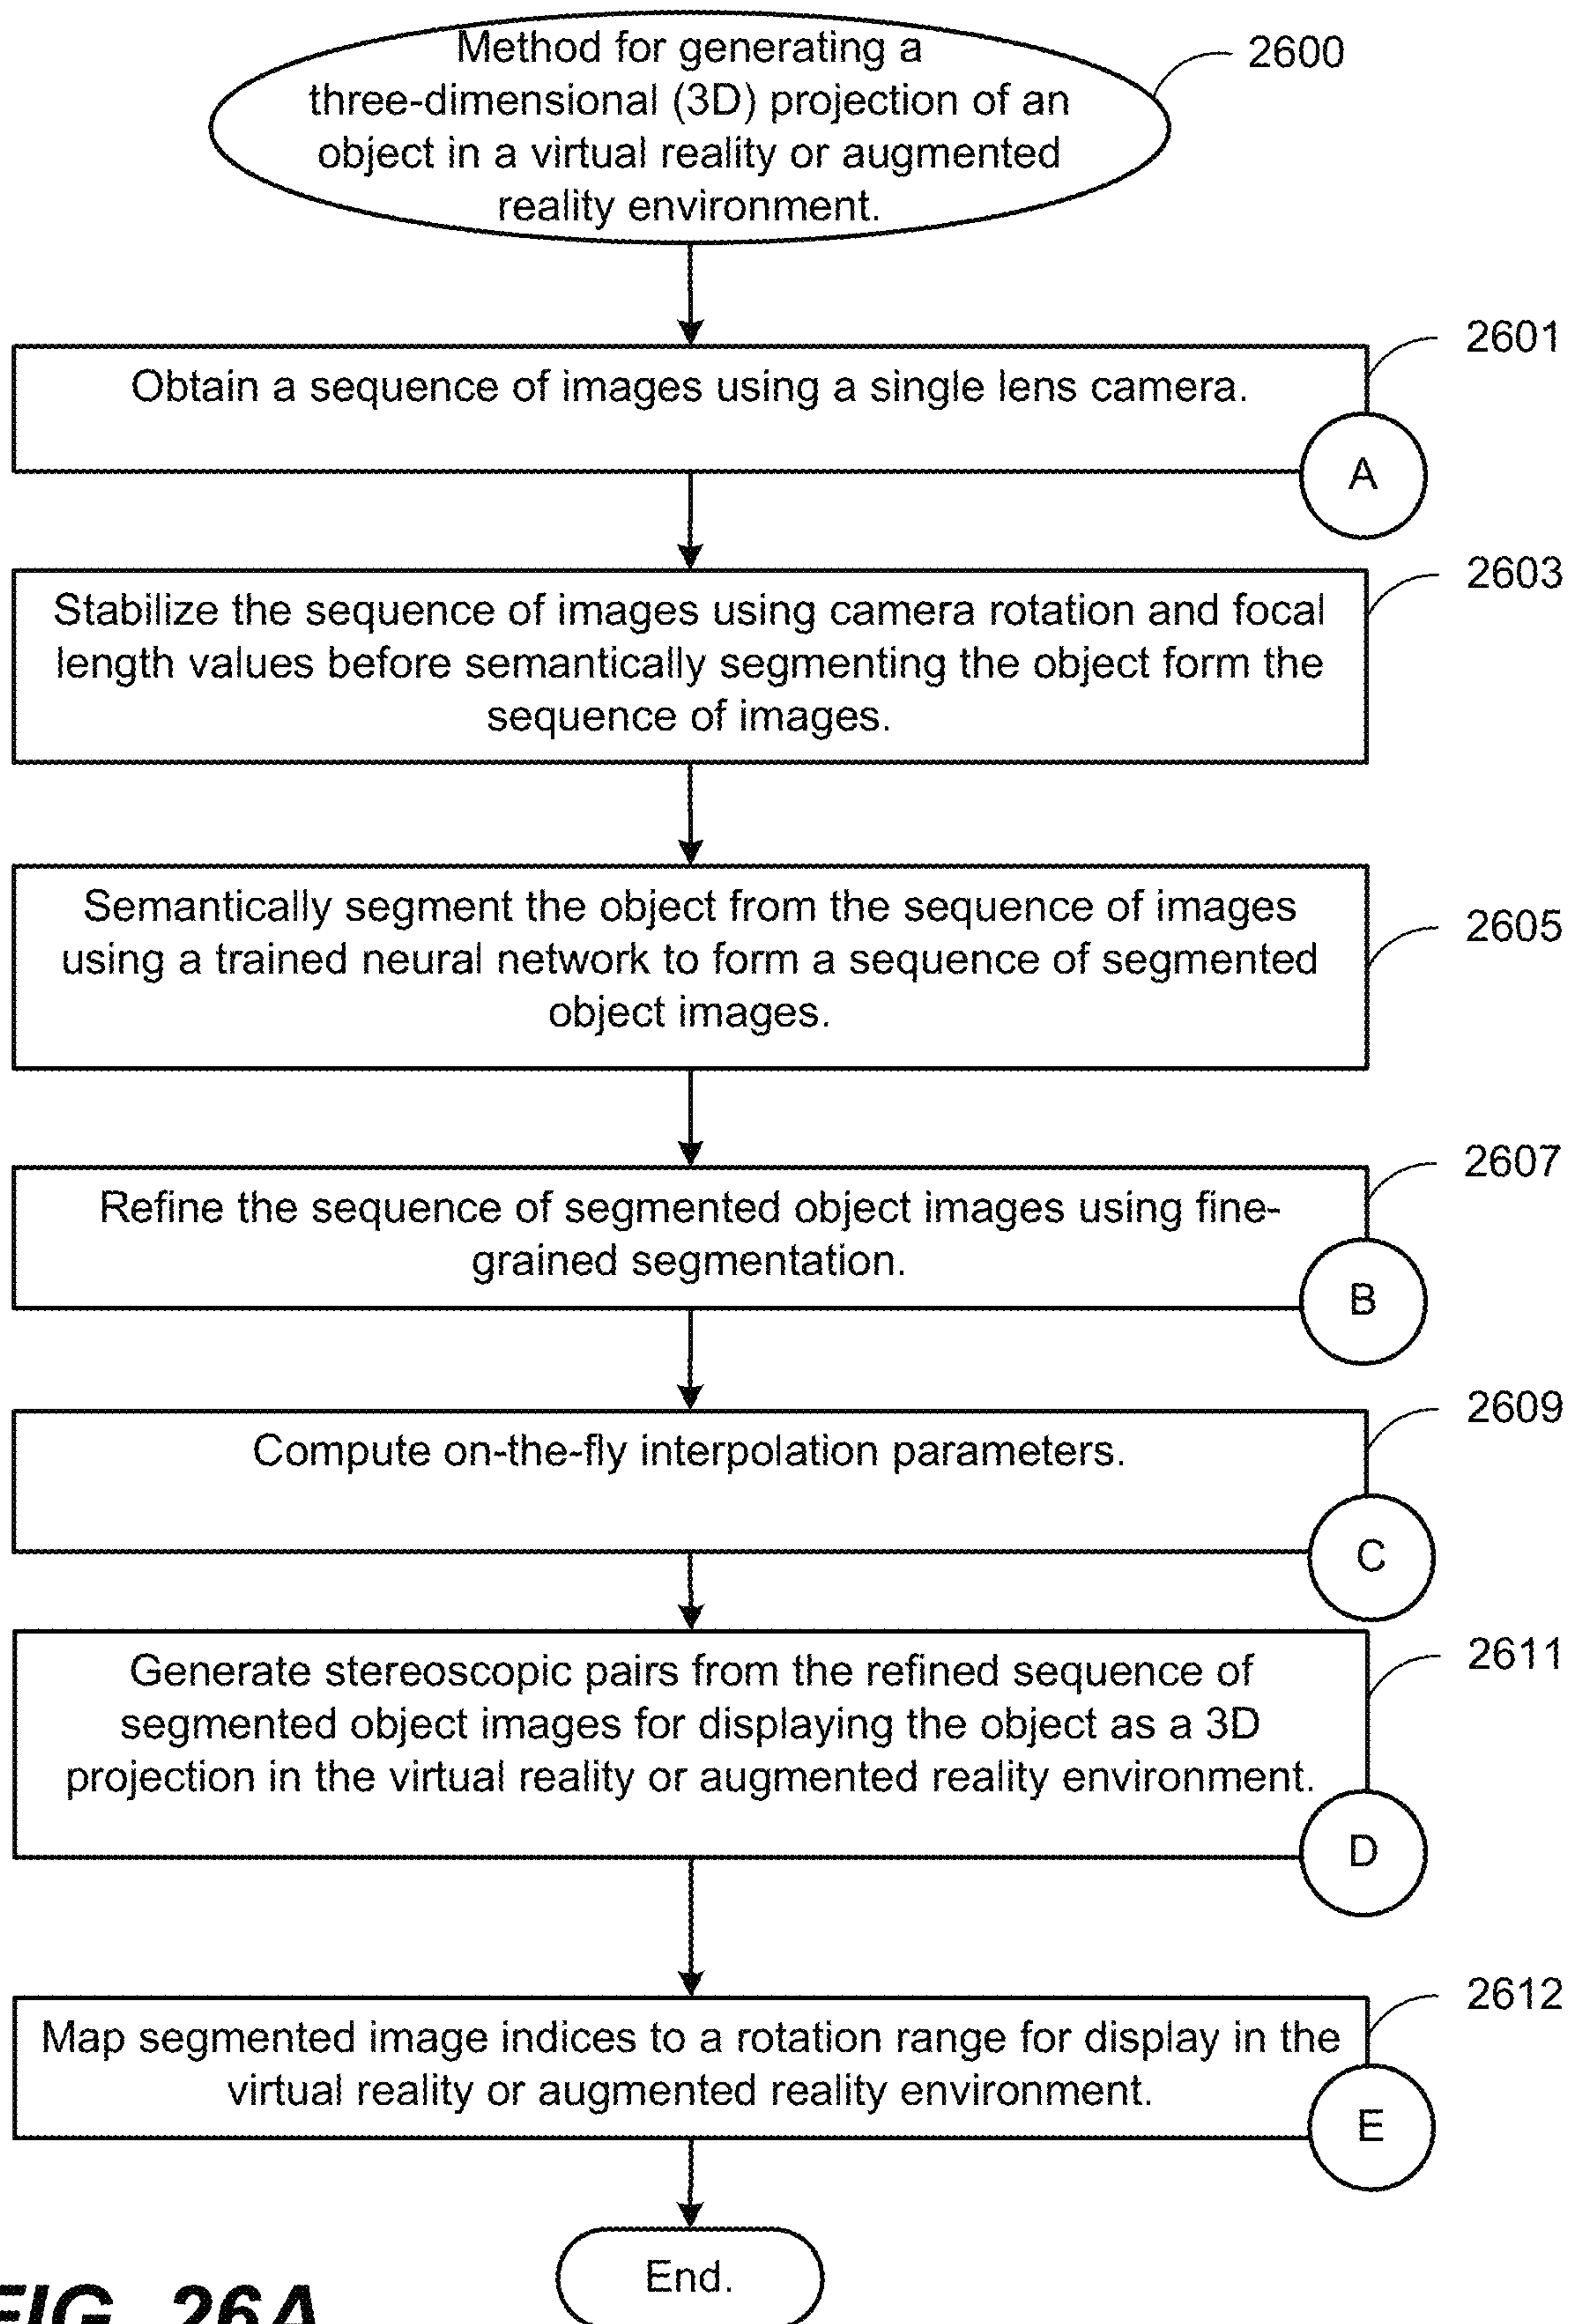 Method for generating a
three-dimensional (3D) projection of an
object in a virtual reality or augmented
reality environment.
2600
2601
Obtain a sequence of images using a single lens camera.
A
2603
Stabilize the sequence of images using camera rotation and focal
length values before semantically segmenting the object form the
sequence of images.
Semantically segment the object from the sequence of images
using a trained neural network to form a sequence of segmented
object images.
2605
2607
Refine the sequence of segmented object images using fine-
grained segmentation.
B
2609
Compute on-the-fly interpolation parameters.
C
2611
Generate stereoscopic pairs from the refined sequence of
segmented object images for displaying the object as a 3D
projection in the virtual reality or augmented reality environment.
D
2612
Map segmented image indices to a rotation range for display in the
virtual reality or augmented reality environment.
E
End.
FIG. 26A